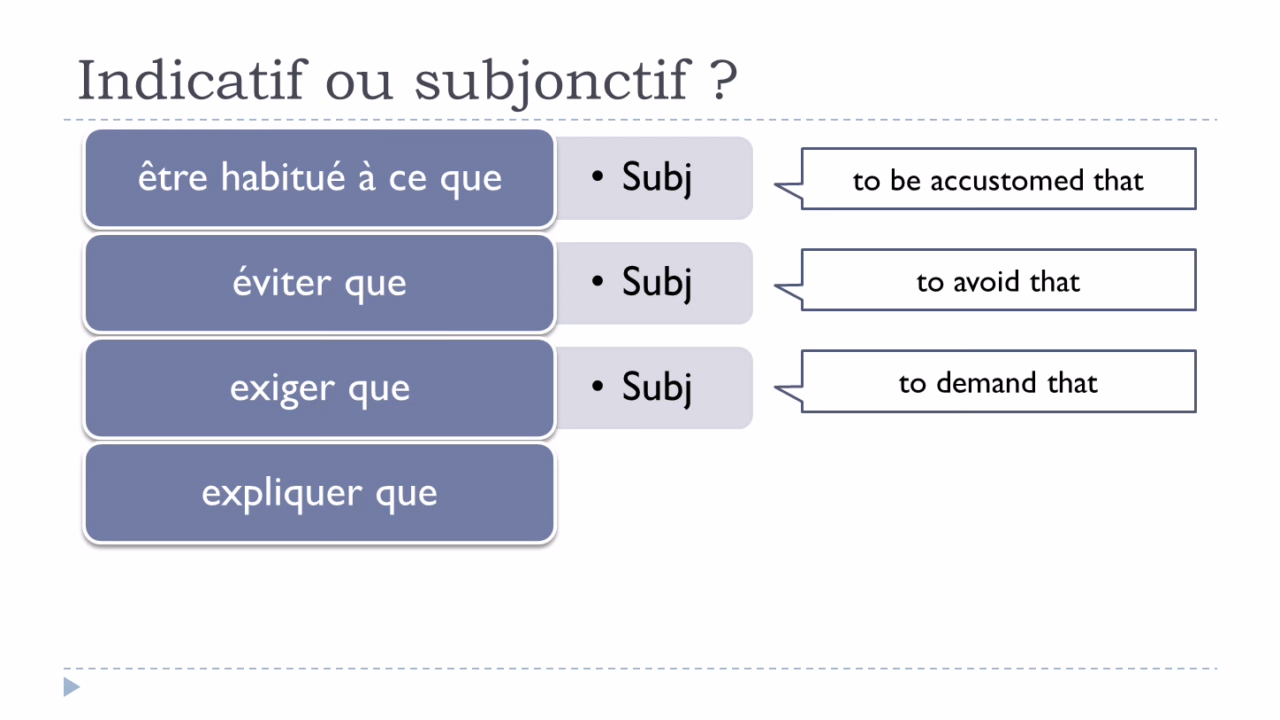 Indicatif ou subjonctif ?
être habitué à ce que
• Subj
to be accustomed that
éviter que
• Subj
to avoid that
exiger que
• Subj
to demand that
expliquer que